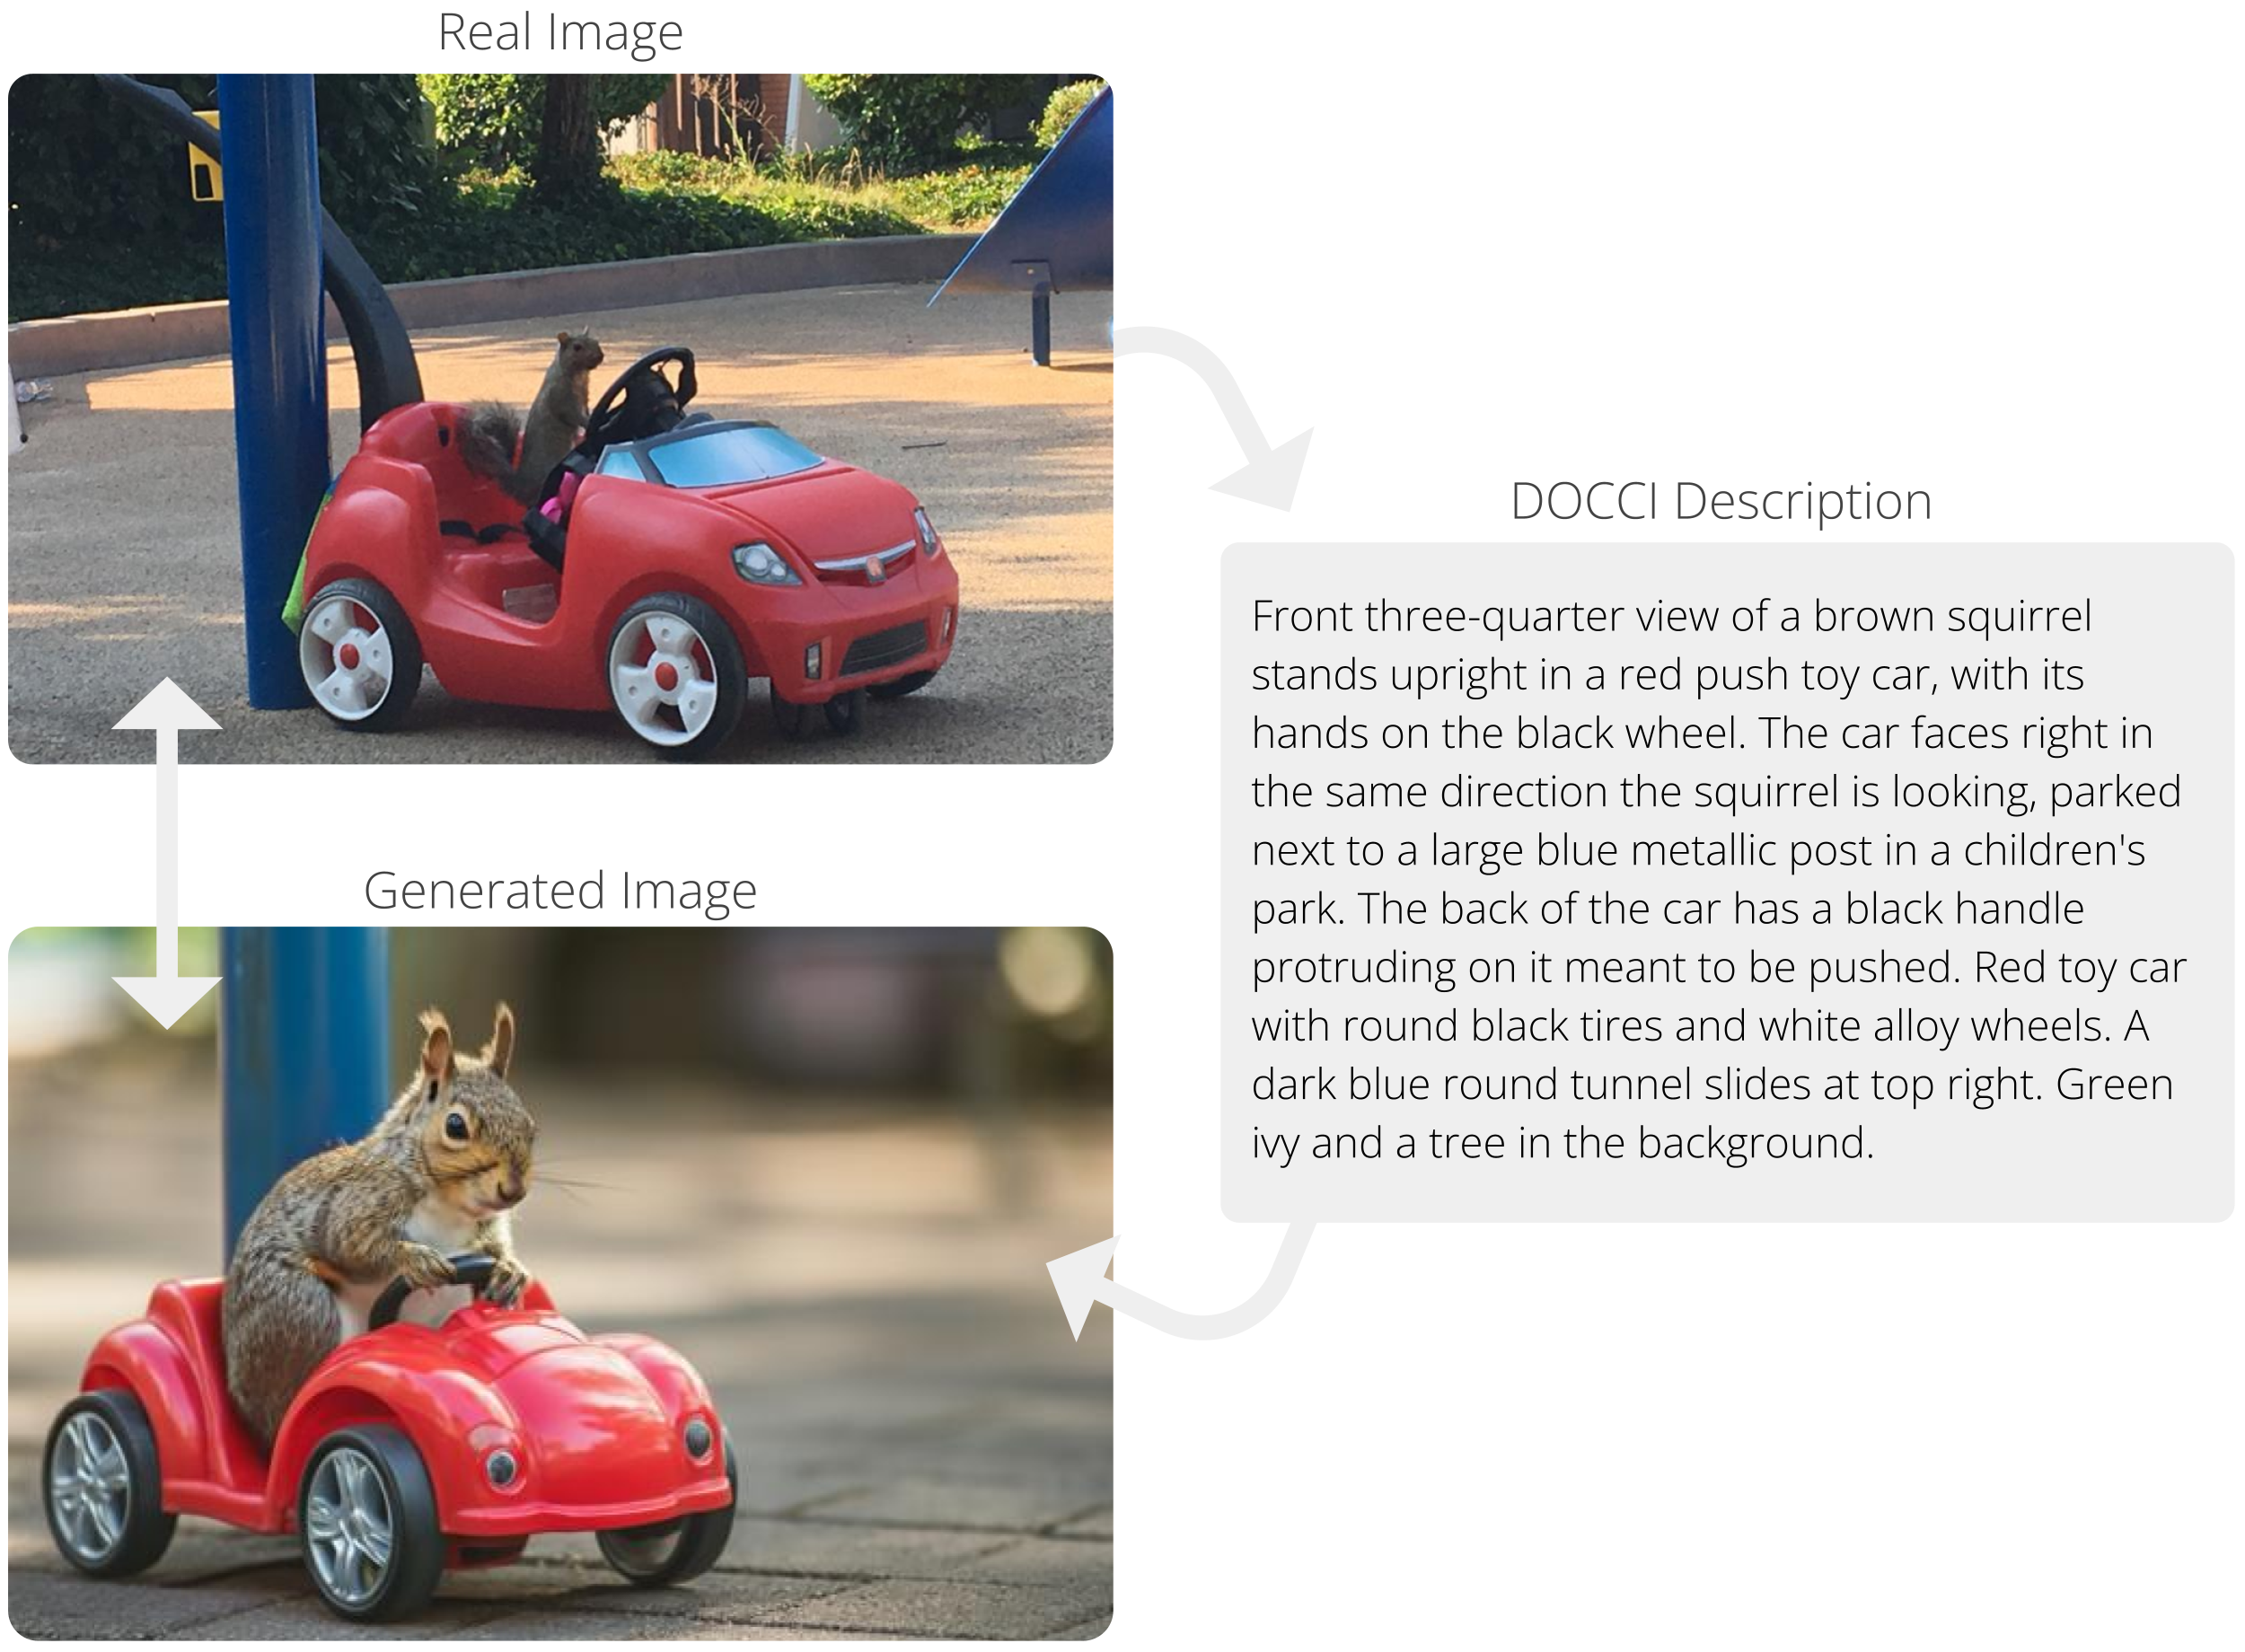 Real Image
DOCCI Description
Front three-quarter view of a brown squirrel
stands upright in a red push toy car, with its
hands on the black wheel. The car faces right in
the same direction the squirrel is looking, parked
next to a large blue metallic post in a children's
park. The back of the car has a black handle
protruding on it meant to be pushed. Red toy car
with round black tires and white alloy wheels. A
dark blue round tunnel slides at top right. Green
ivy and a tree in the background.
Generated Image